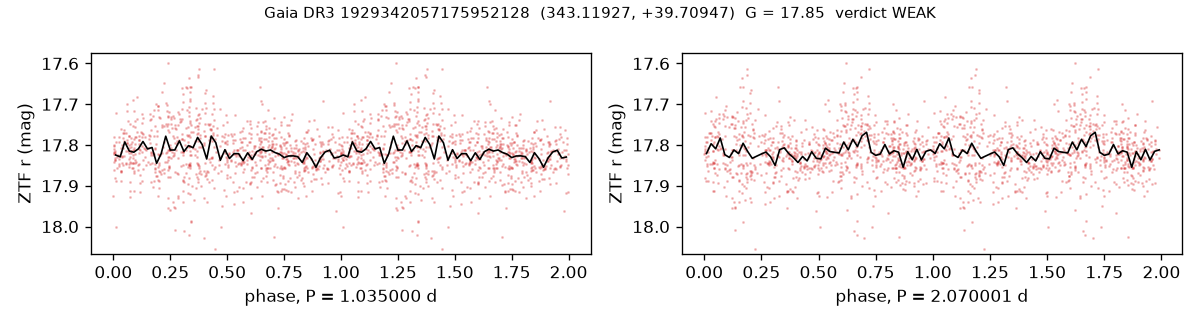 Gaia DR3 1929342057175952128 (343.11927, +39.70947) G = 17.85 verdict WEAK
ZTF r (mag)
17.6
17.7
17.8
17.9
18.0
0.00 0.25 0.50 0.75 1.00 1.25 1.50 1.75 2.00
phase, P = 1.035000 d
ZTF r (mag)
17.6
17.7
17.8
17.9
18.0
0.00 0.25 0.50 0.75 1.00 1.25 1.50 1.75 2.00
phase, P = 2.070001 d